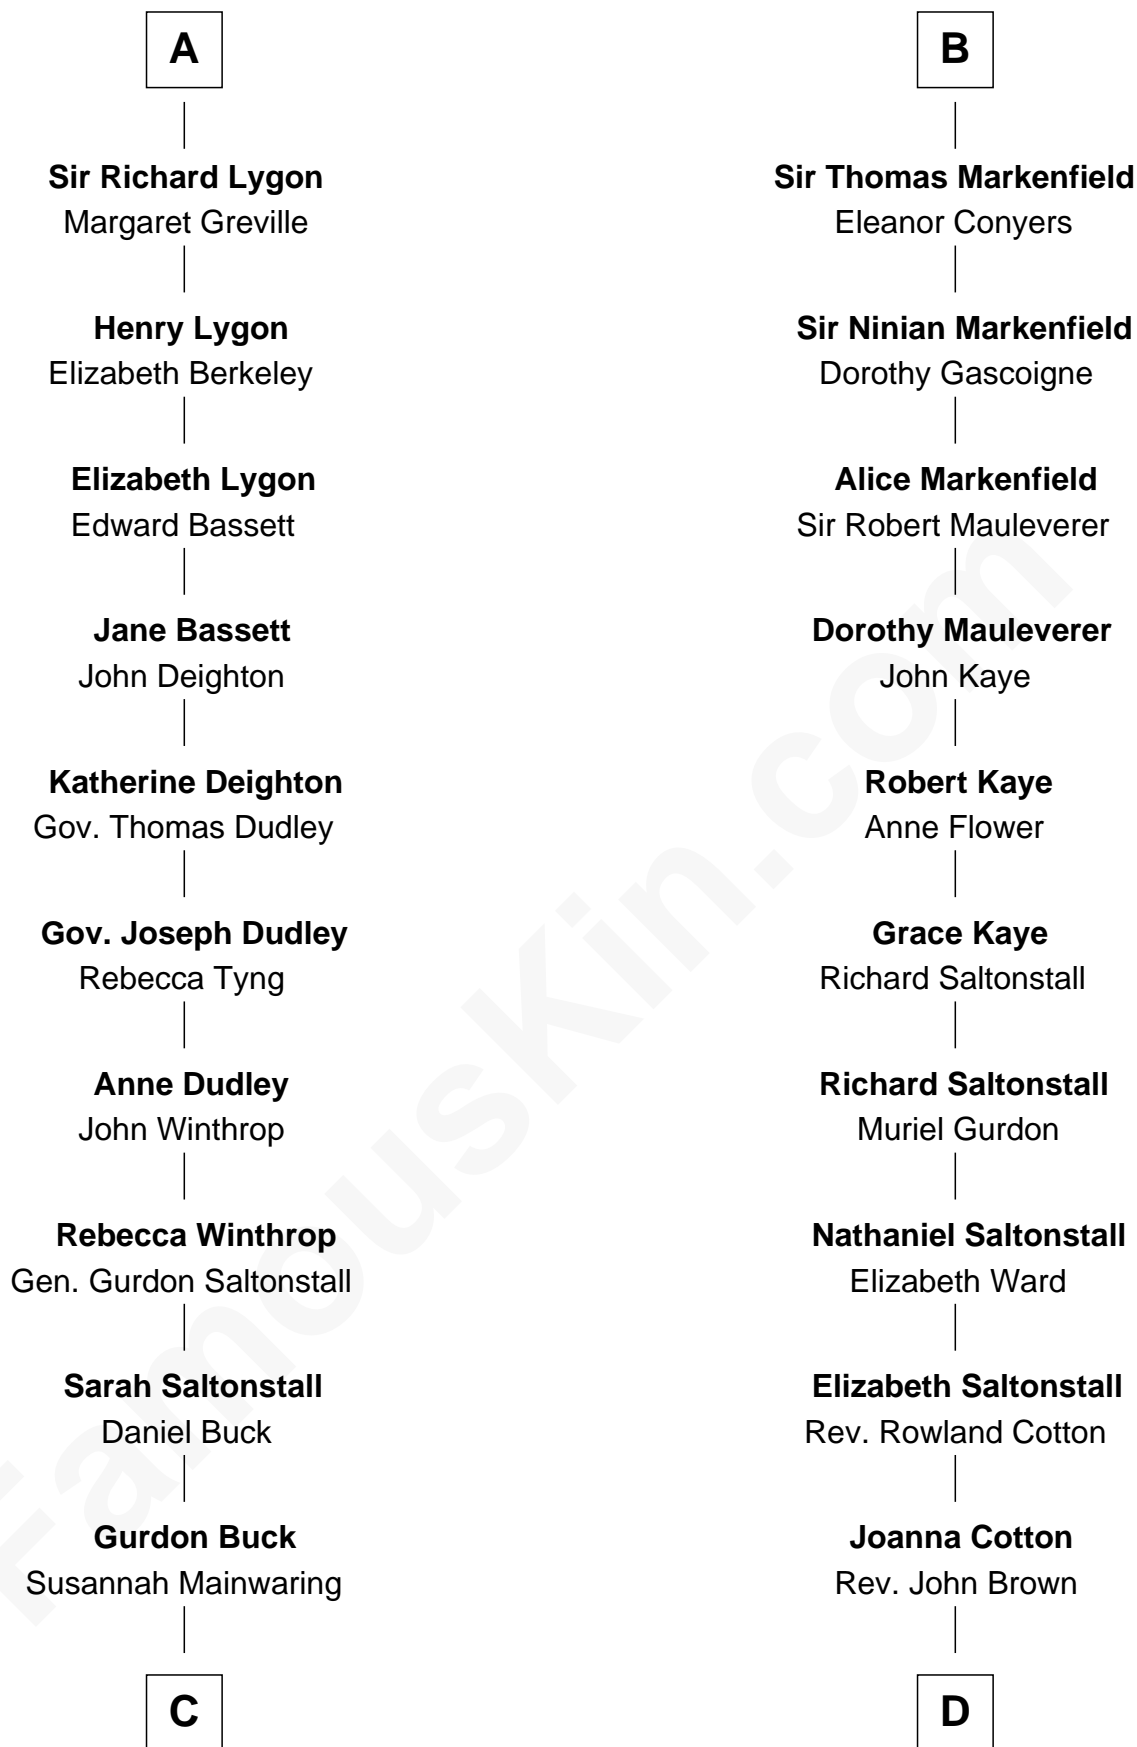 A
Sir Richard Lygon
Margaret Greville
Henry Lygon
Elizabeth Berkeley
Elizabeth Lygon
Edward Bassett
Jane Bassett
John Deighton
Katherine Deighton
Gov. Thomas Dudley
Gov. Joseph Dudley
Rebecca Tyng
Anne Dudley
John Winthrop
Rebecca Winthrop
Gen. Gurdon Saltonstall
Sarah Saltonstall
Daniel Buck
Gurdon Buck
Susannah Mainwaring
C
B
Sir Thomas Markenfield
Eleanor Conyers
Sir Ninian Markenfield
Dorothy Gascoigne
Alice Markenfield
Sir Robert Mauleverer
Dorothy Mauleverer
John Kaye
Robert Kaye
Anne Flower
Grace Kaye
Richard Saltonstall
Richard Saltonstall
Muriel Gurdon
Nathaniel Saltonstall
Elizabeth Ward
Elizabeth Saltonstall
Rev. Rowland Cotton
Joanna Cotton
Rev. John Brown
D
FamousKin.com